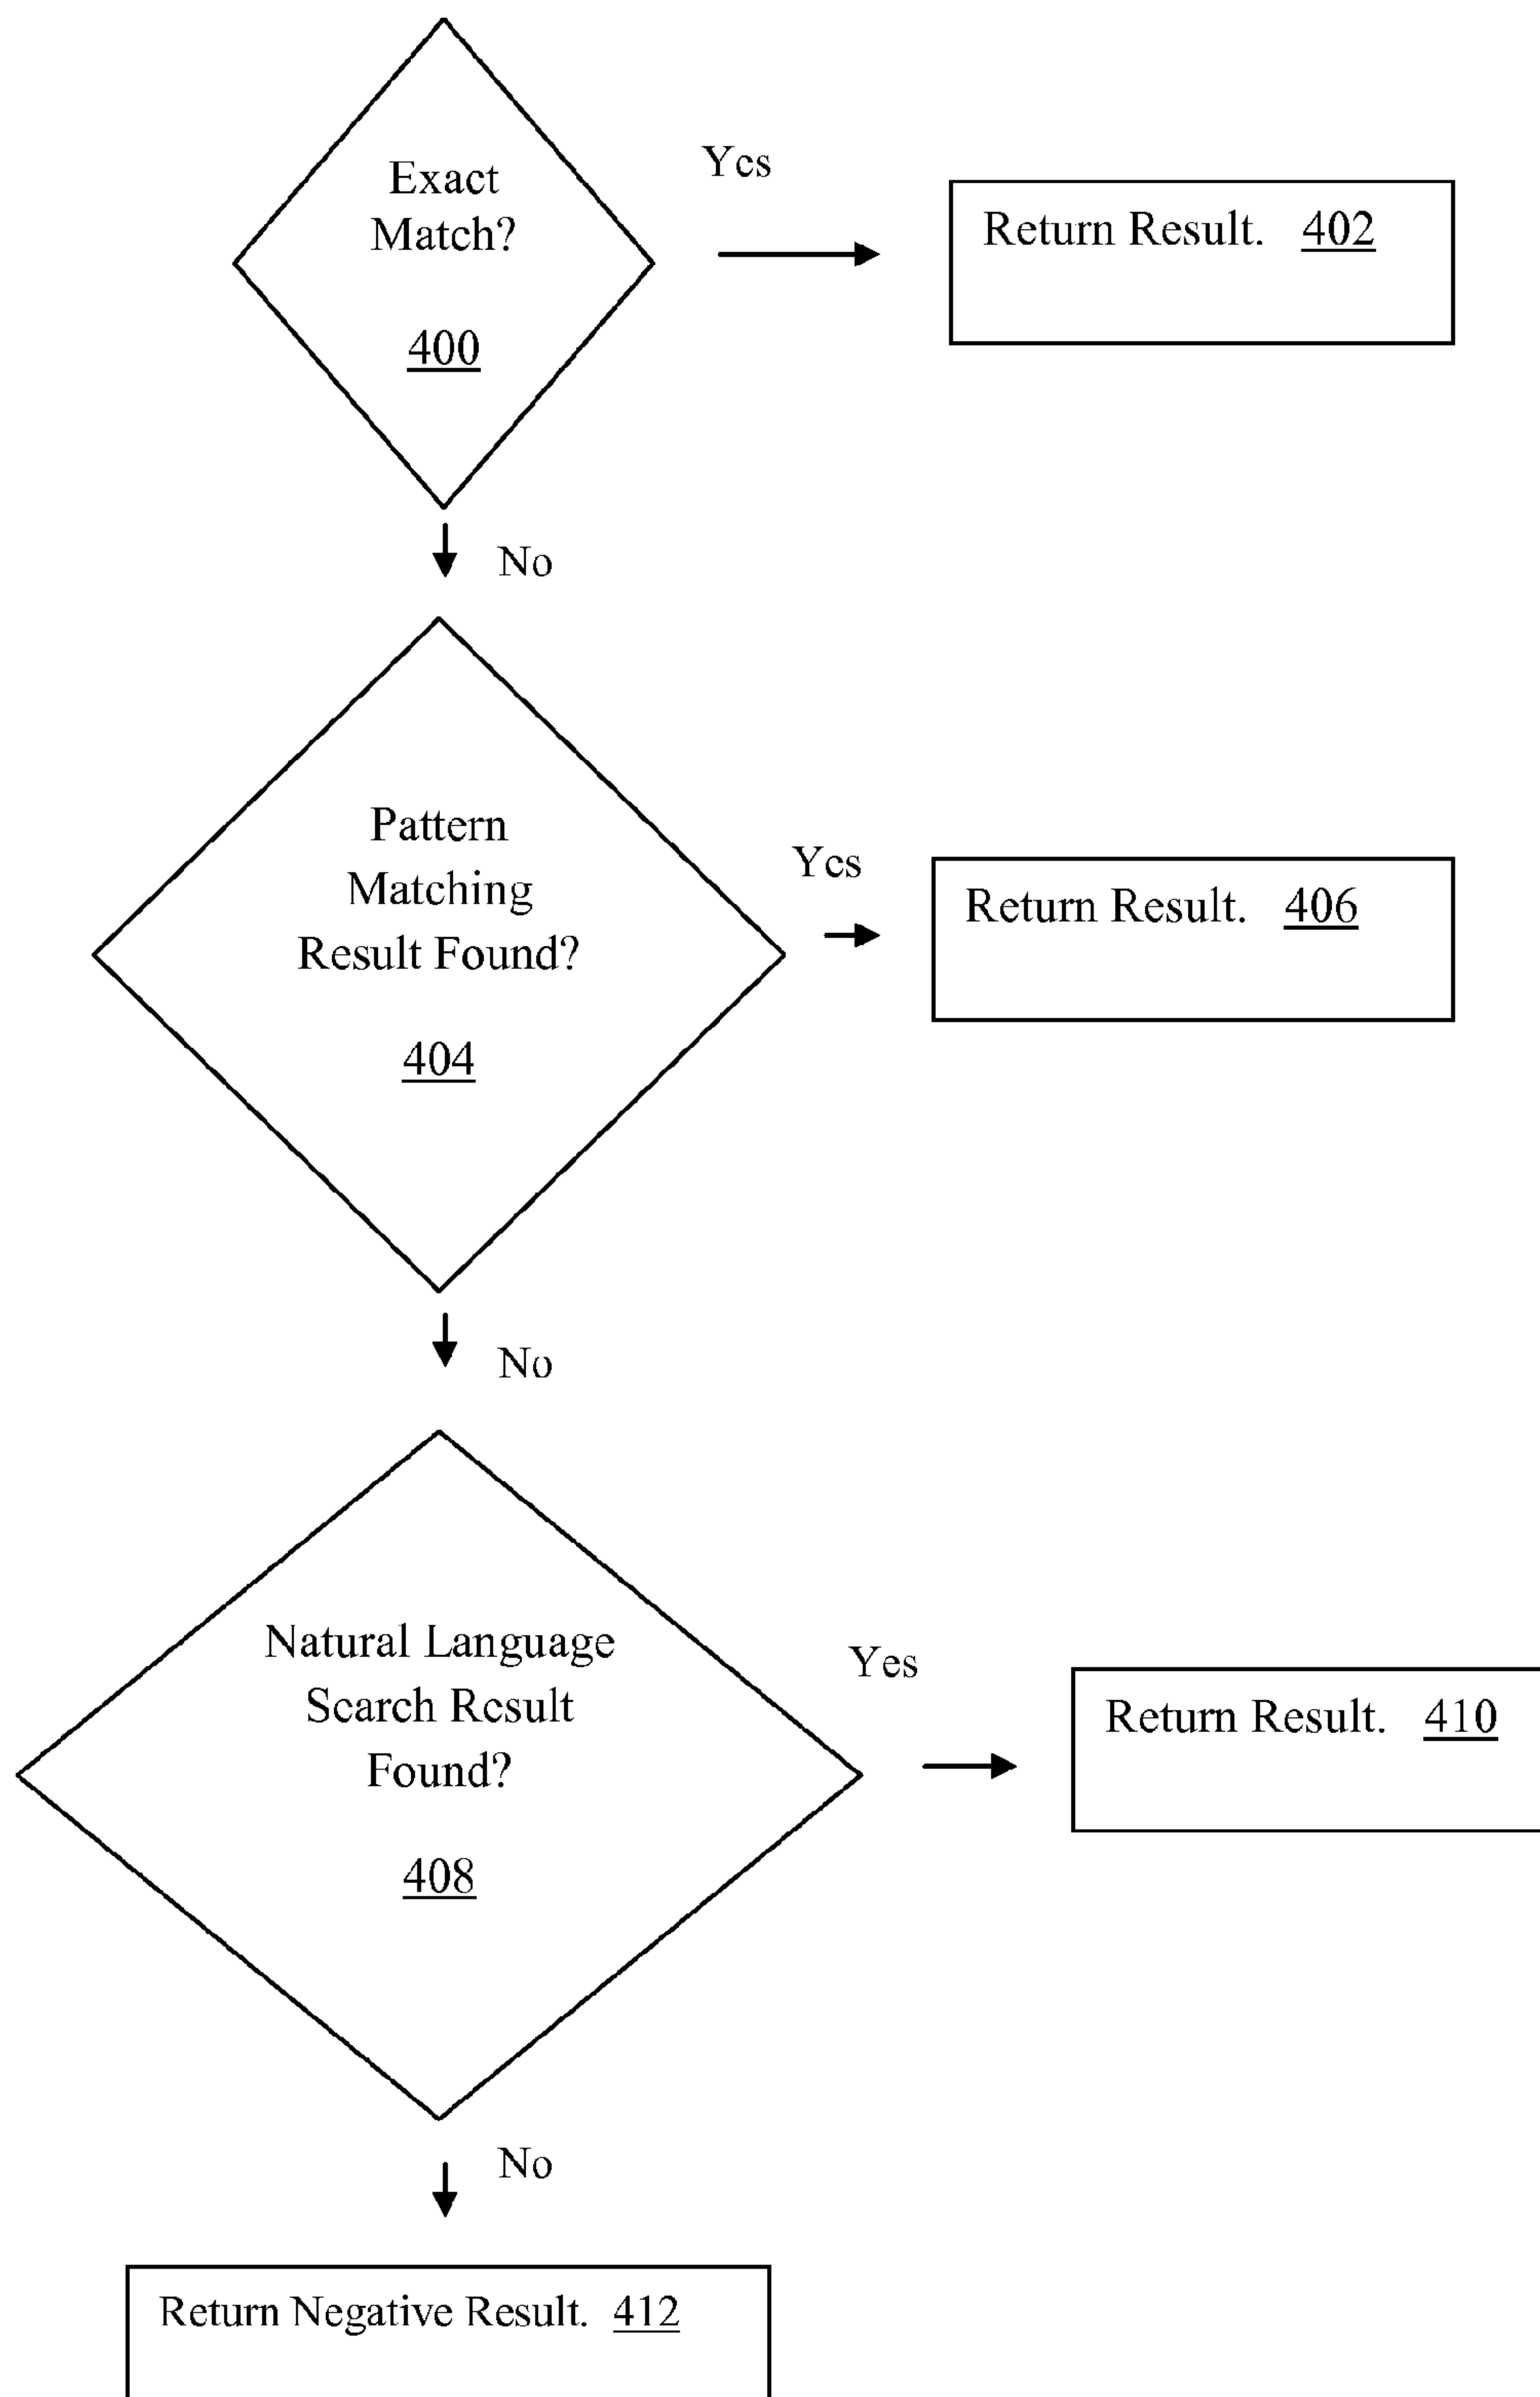 Exact
Match?
400
Yes
Return Result. 402
No
Pattern
Matching
Result Found?
404
Yes
Return Result. 406
No
Natural Language
Search Result
Found?
408
Yes
Return Result. 410
No
Return Negative Result. 412